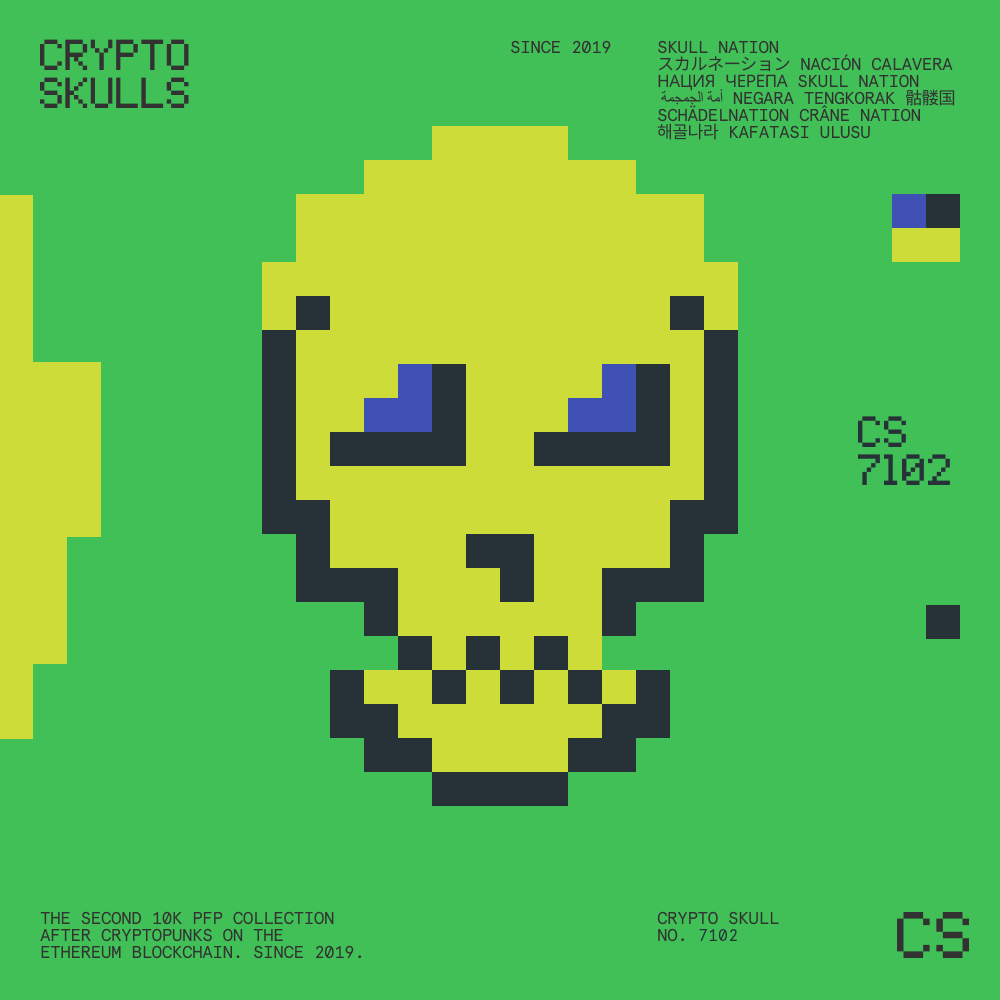 CRYPTO
SKULLS
SINCE 2019
SKULL NATION
スカルネーション NACIÓN CALAVERA
НАЦИЯ ЧЕРЕПА SKULL NATION
أمة الجمجمة NEGARA TENGKORAK 骷髅国
SCHÄDELNATION CRÂNE NATION
해골나라 KAFATASI ULUSU
CS
7102
THE SECOND 10K PFP COLLECTION
AFTER CRYPTOPUNKS ON THE
ETHEREUM BLOCKCHAIN. SINCE 2019.
CRYPTO SKULL
NO. 7102
CS